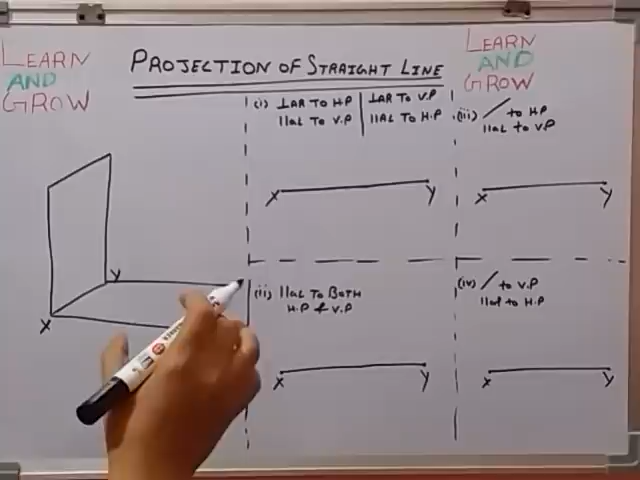 LEARN
AND
GROW
PROJECTION OF STRAIGHT LINE
LEARN
AND
GROW
(i) ⊥AR TO H.P | ⊥AR TO V.P
llaL TO V.P | llAL TO H.P
X Y
(iii) / to HP
llaL to V.P
X Y
Y
X
(ii) llaL TO BOTH
H.P & V.P
X Y
(iv) / to V.P
llal to H.P
X Y